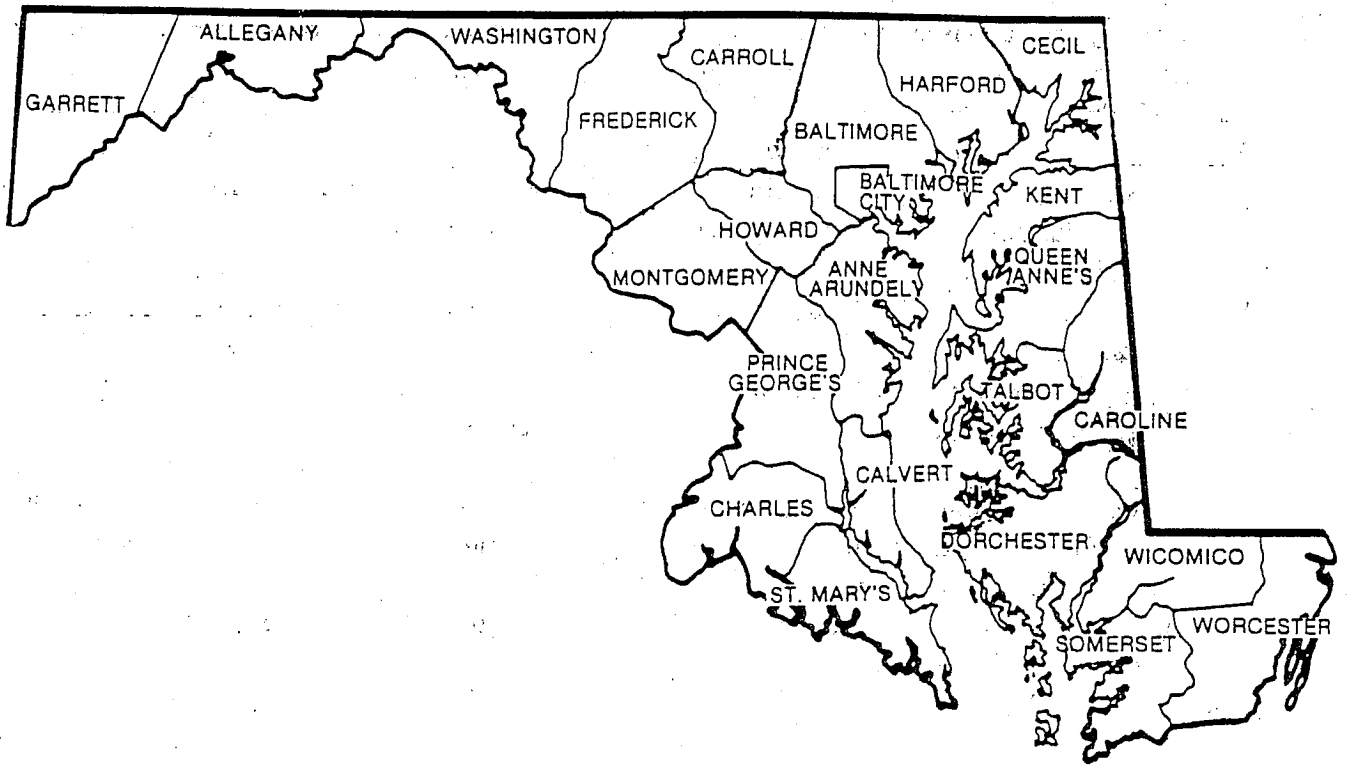 ALLEGANY
WASHINGTON
CARROLL
CECIL
GARRETT
FREDERICK
HARFORD
BALTIMORE
BALTIMORE
CITY
KENT
HOWARD
MONTGOMERY
ANNE
ARUNDELY
QUEEN
ANNE'S
PRINCE
GEORGE'S
TALBOT
CAROLINE
CALVERT
CHARLES
DORCHESTER
WICOMICO
ST. MARY'S
WORCESTER
SOMERSET